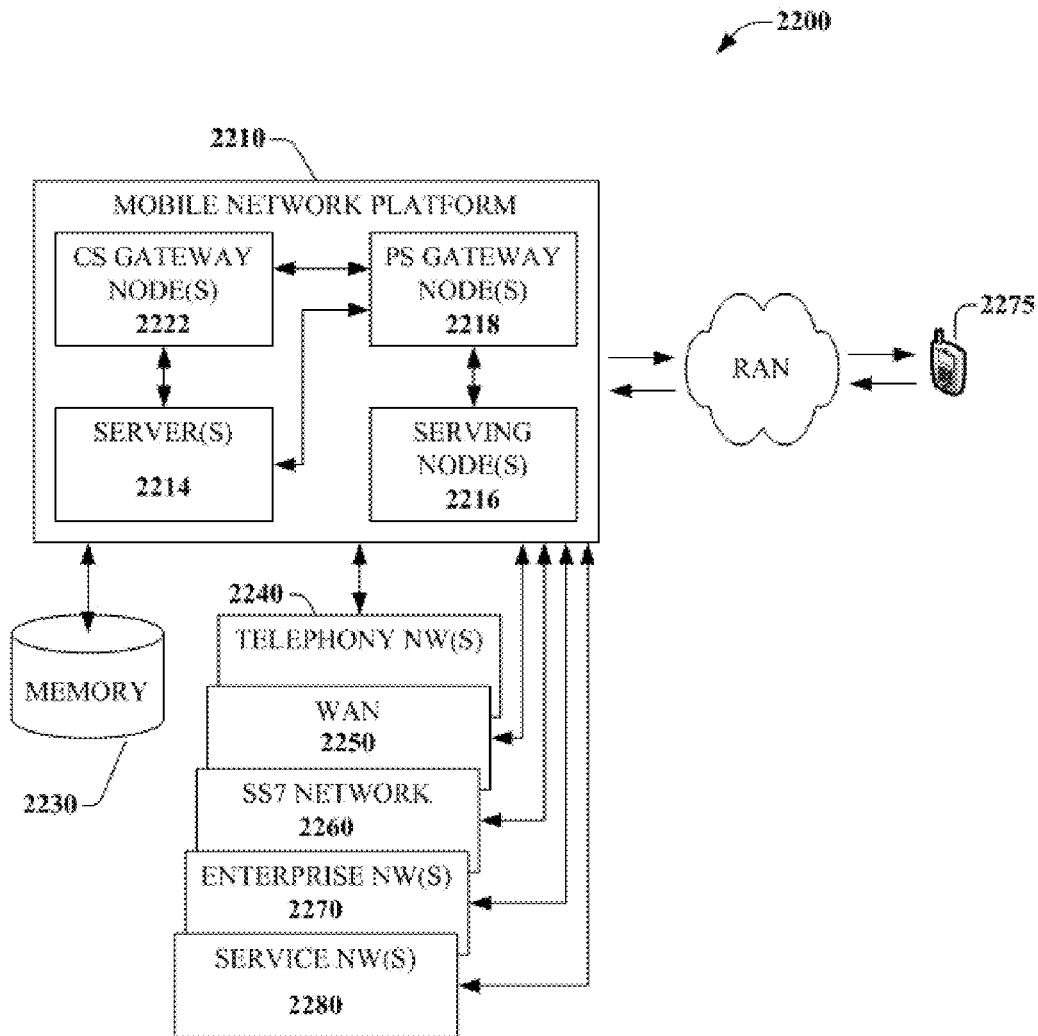 2200
2210
MOBILE NETWORK PLATFORM
CS GATEWAY
NODE(S)
2222
PS GATEWAY
NODE(S)
2218
2275
RAN
SERVER(S)
2214
SERVING
NODE(S)
2216
2240
TELEPHONY NW(S)
MEMORY
WAN
2250
2230
SS7 NETWORK
2260
ENTERPRISE NW(S)
2270
SERVICE NW(S)
2280